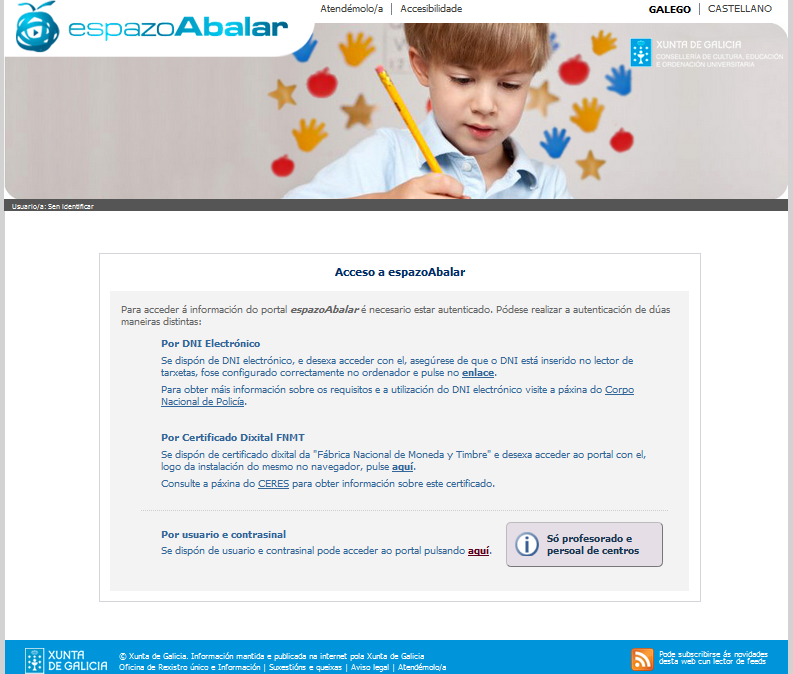 espazoAbalar
Atendémolo/a | Accesibilidade
GALEGO | CASTELLANO
XUNTA DE GALICIA
CONSELLERÍA DE CULTURA, EDUCACIÓN
E ORDENACIÓN UNIVERSITARIA
Usuario/a: Sen Identificar
Acceso a espazoAbalar
Para acceder á información do portal espazoAbalar é necesario estar autenticado. Pódese realizar a autenticación de dúas
maneiras distintas:
Por DNI Electrónico
Se dispón de DNI electrónico, e desexa acceder con el, asegúrese de que o DNI está inserido no lector de
tarxetas, fose configurado correctamente no ordenador e pulse no enlace.
Para obter máis información sobre os requisitos e a utilización do DNI electrónico visite a páxina do Corpo
Nacional de Policía.
Por Certificado Dixital FNMT
Se dispón de certificado dixital da "Fábrica Nacional de Moneda y Timbre" e desexa acceder ao portal con el,
logo da instalación do mesmo no navegador, pulse aquí.
Consulte a páxina do CERES para obter información sobre este certificado.
Por usuario e contrasinal
Se dispón de usuario e contrasinal pode acceder ao portal pulsando aquí.
Só profesorado e
persoal de centros
XUNTA
DE GALICIA
© Xunta de Galicia. Información mantida e publicada na internet pola Xunta de Galicia
Oficina de Rexistro único e Información | Suxestións e queixas | Aviso legal | Atendémolo/a
Pode subscribirse ás novidades
desta web cun lector de feeds